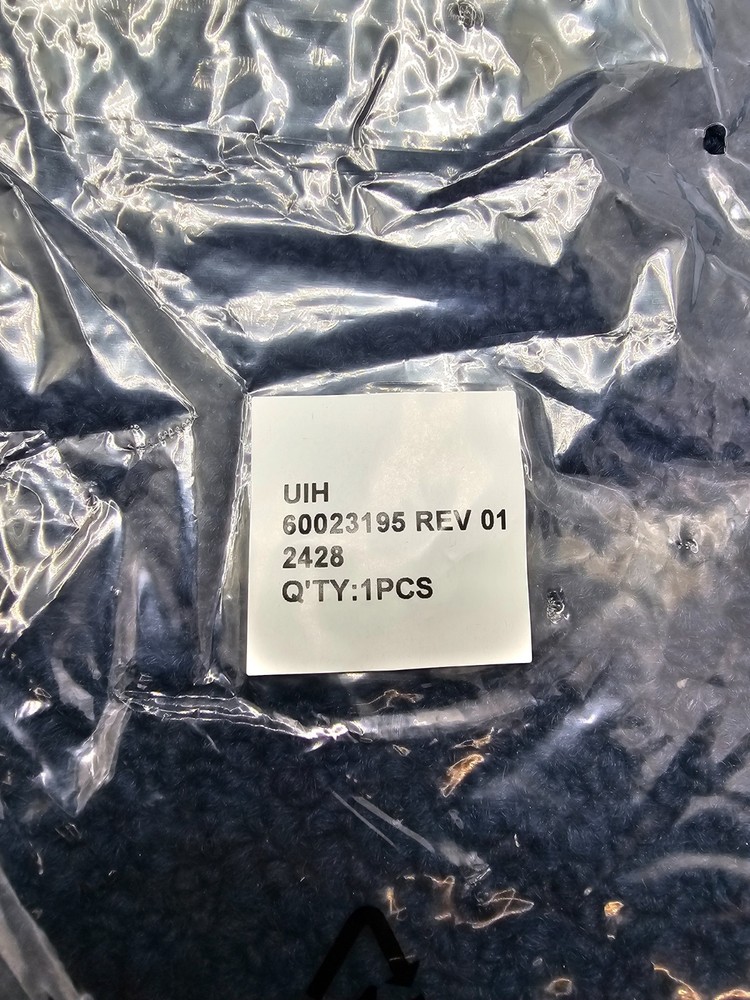 UIH
60023195 REV 01
2428
Q'TY:1PCS